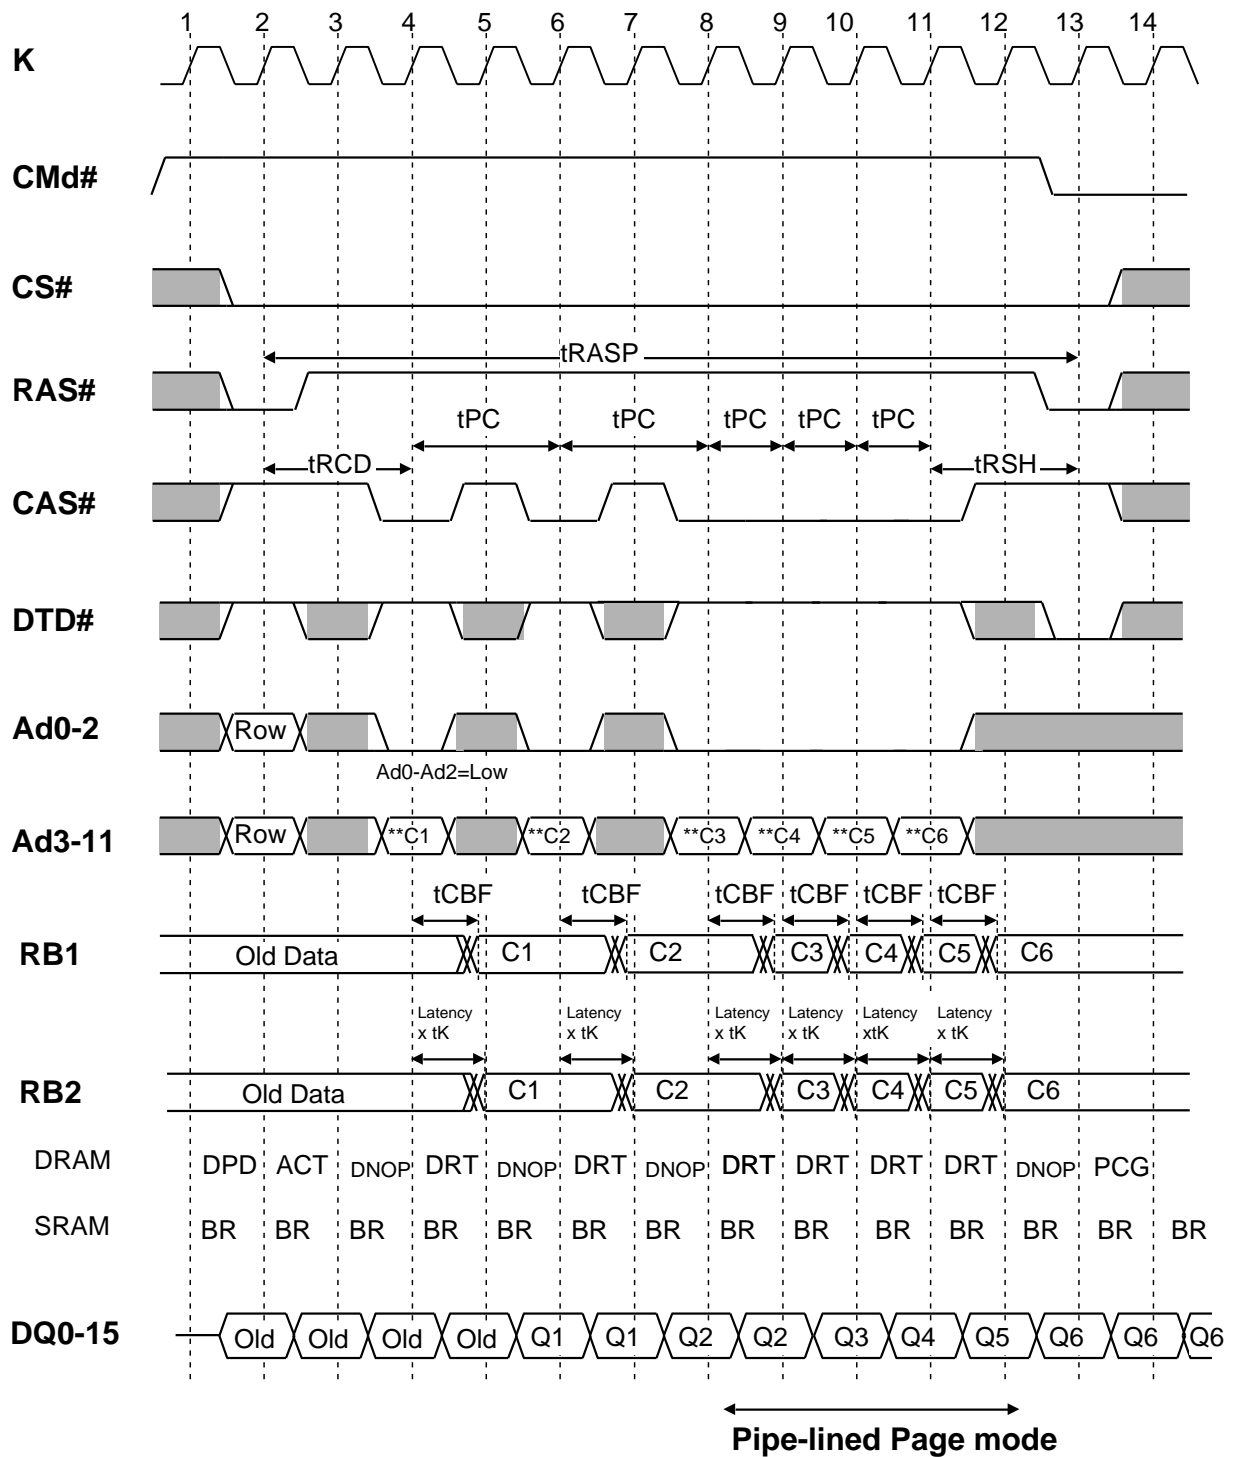 1 2 3 4 5 6 7 8 9 10 11 12 13 14
K
CMd#
CS#
tRASP
RAS#
tPC tPC tPC tPC tPC
tRCD tRSH
CAS#
DTD#
Ad0-2 Row
Ad0-Ad2=Low
Ad3-11 Row **C1 **C2 **C3 **C4 **C5 **C6
tCBF tCBF tCBF tCBF tCBF tCBF
RB1 Old Data C1 C2 C3 C4 C5 C6
Latency Latency Latency Latency Latency Latency
x tK x tK x tK x tK xtK x tK
RB2 Old Data C1 C2 C3 C4 C5 C6
DRAM DPD ACT DNOP DRT DNOP DRT DNOP DRT DRT DRT DRT DNOP PCG
SRAM BR BR BR BR BR BR BR BR BR BR BR BR BR BR
DQ0-15 Old Old Old Old Q1 Q1 Q2 Q2 Q3 Q4 Q5 Q6 Q6 Q6
Pipe-lined Page mode